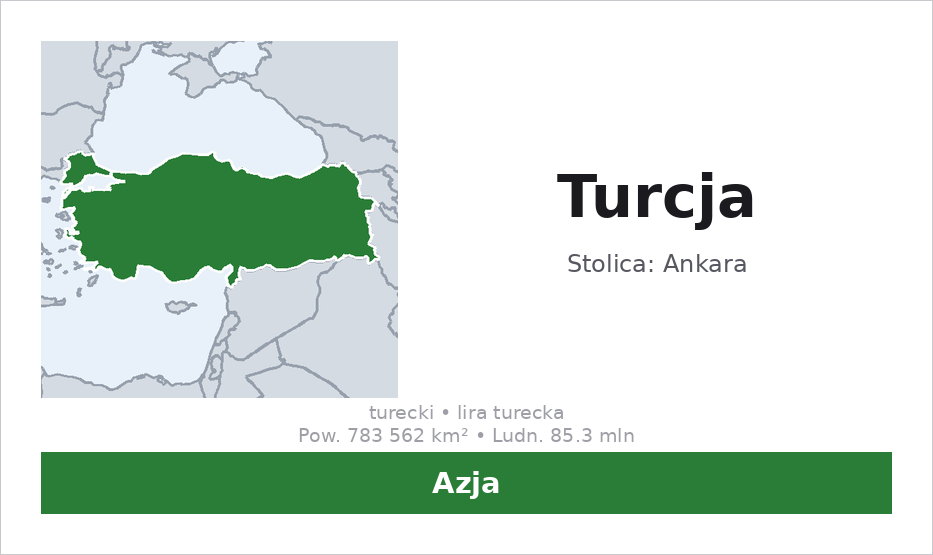 Turcja
Stolica: Ankara
turecki • lira turecka
Pow. 783 562 km² • Ludn. 85.3 mln
Azja